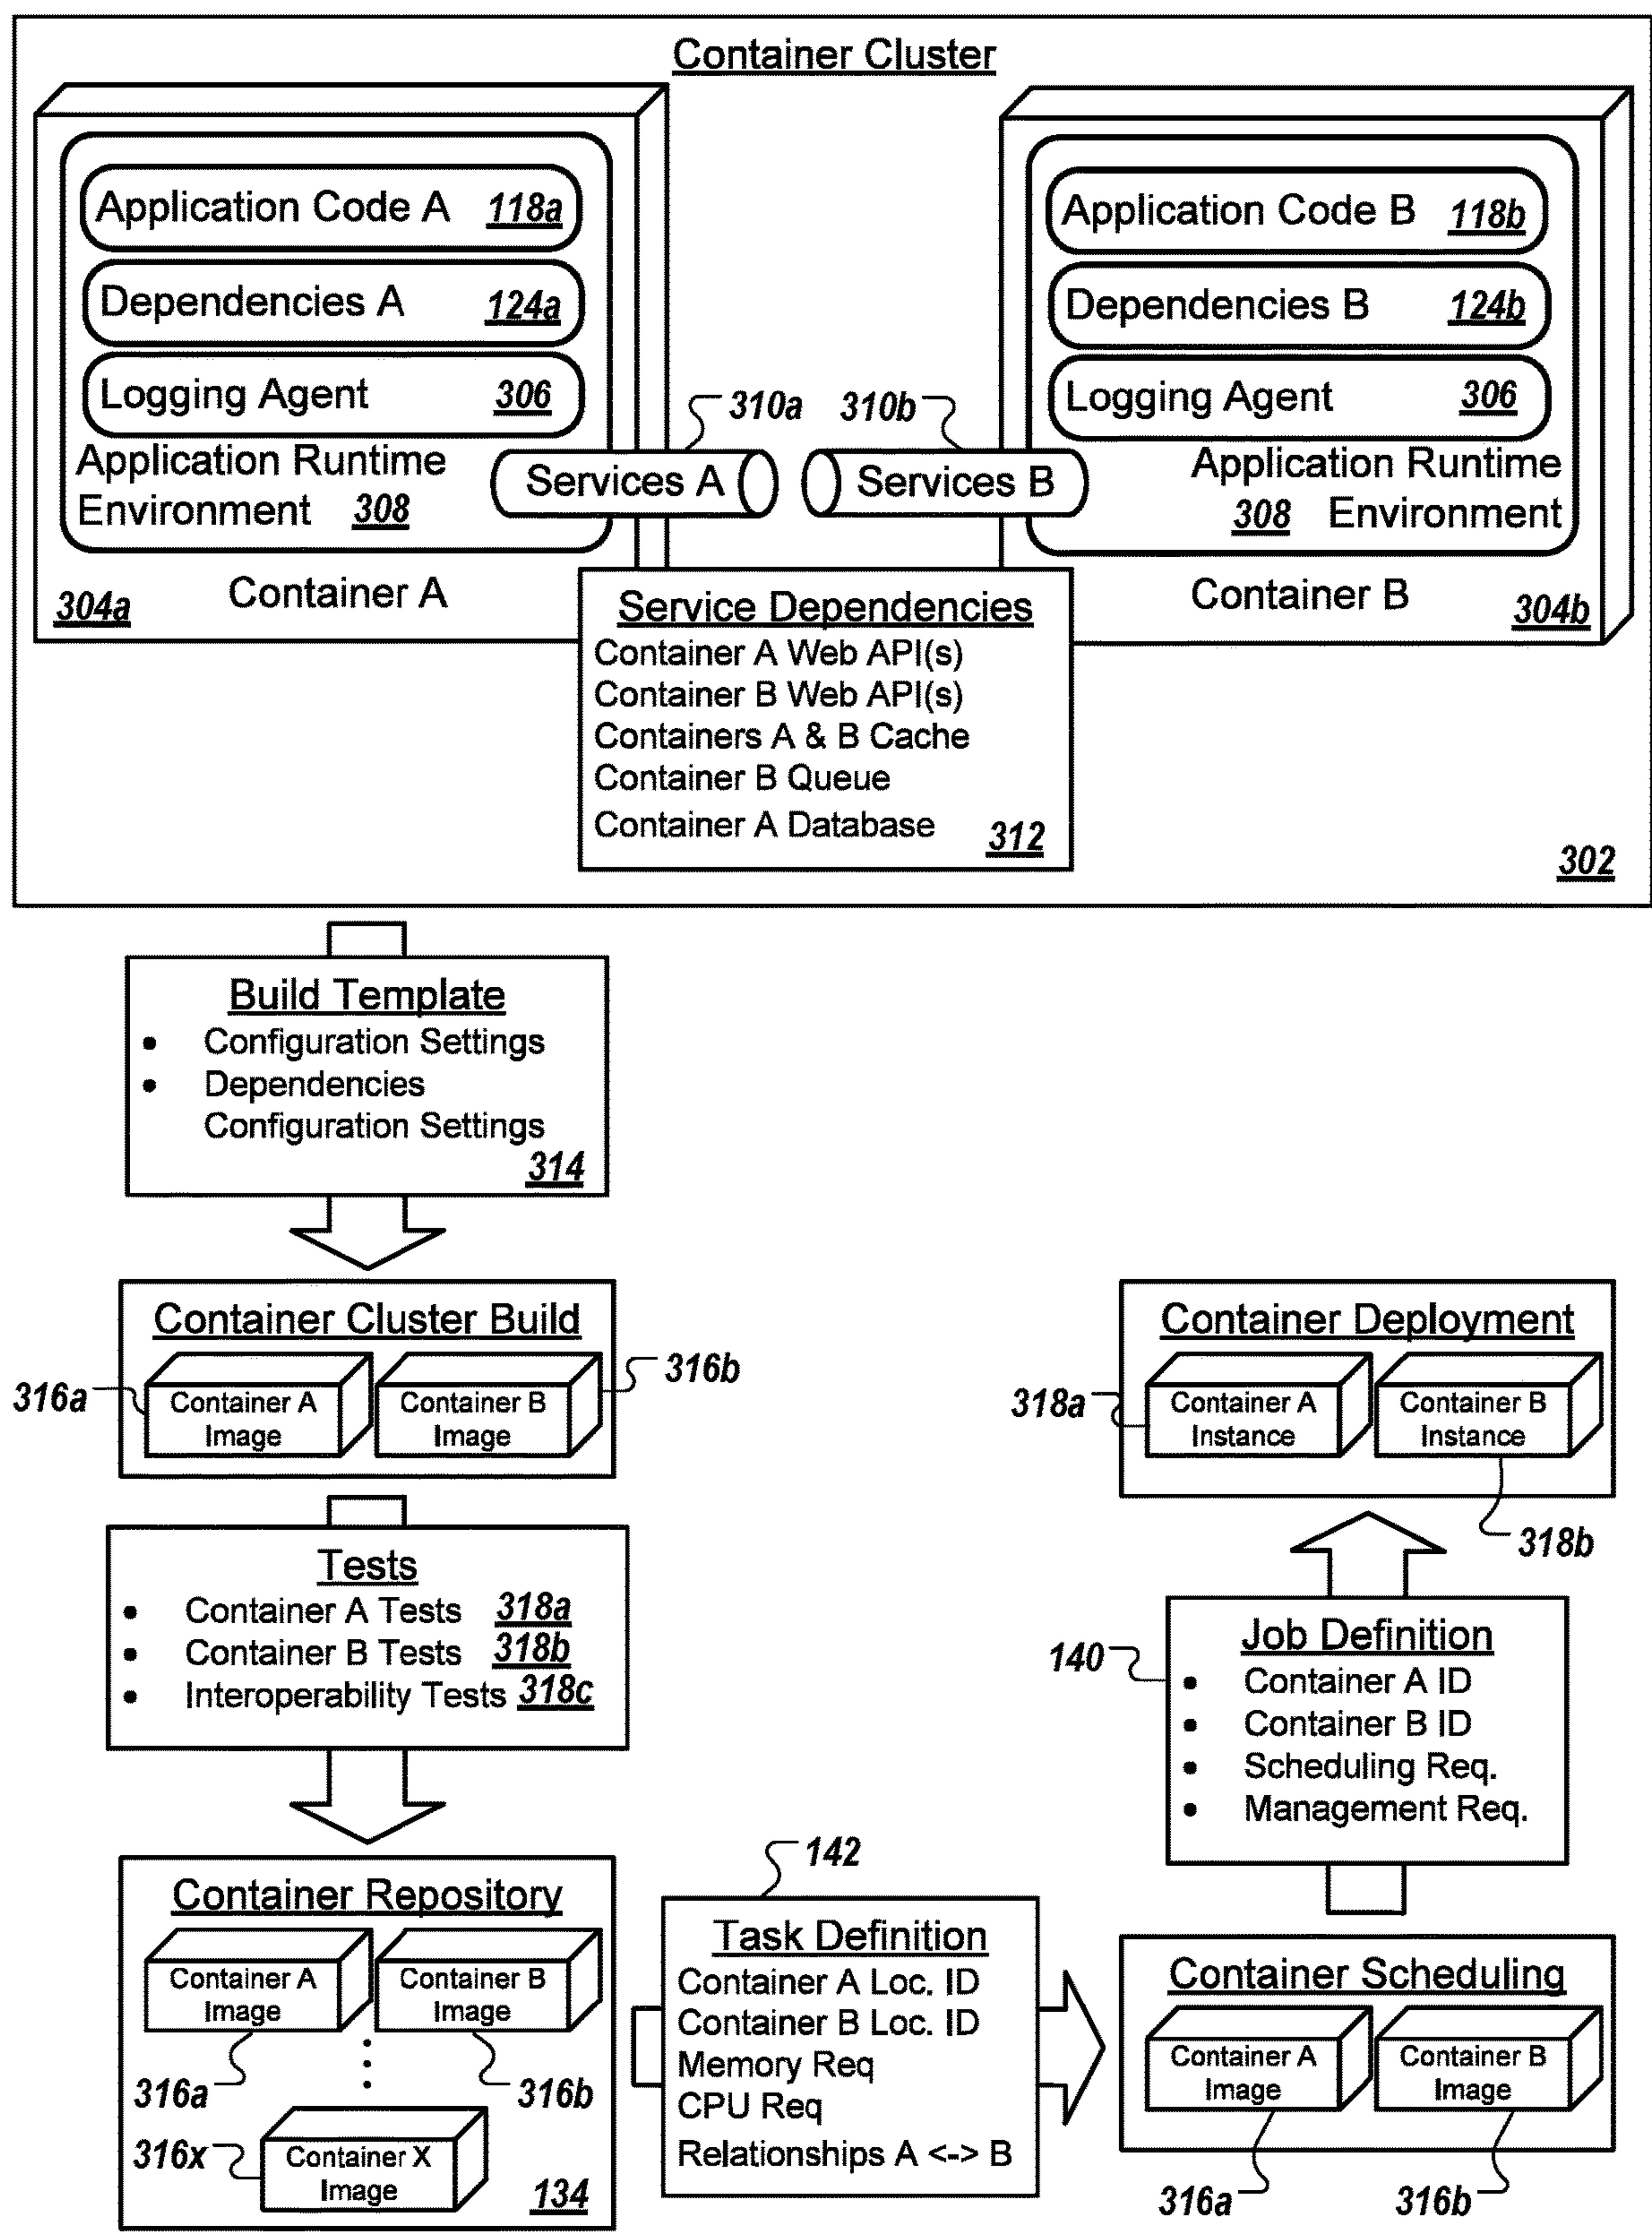 Container Cluster
Application Code A 118a
Dependencies A 124a
Logging Agent 306
Application Runtime
Environment 308
Container A
304a
Application Code B 118b
Dependencies B 124b
Logging Agent 306
Application Runtime
308 Environment
Container B
304b
310a
310b
Services A
Services B
Service Dependencies
Container A Web API(s)
Container B Web API(s)
Containers A & B Cache
Container B Queue
Container A Database
312
302
Build Template
• Configuration Settings
• Dependencies
Configuration Settings
314
Container Cluster Build
316a
Container A
Image
Container B
Image
316b
Tests
• Container A Tests 318a
• Container B Tests 318b
• Interoperability Tests 318c
Container Repository
Container A
Image
Container B
Image
316a
316b
316x
Container X
Image
134
142
Task Definition
Container A Loc. ID
Container B Loc. ID
Memory Req
CPU Req
Relationships A <-> B
Container Scheduling
Container A
Image
Container B
Image
316a
316b
140
Job Definition
• Container A ID
• Container B ID
• Scheduling Req.
• Management Req.
Container Deployment
318a
Container A
Instance
Container B
Instance
318b